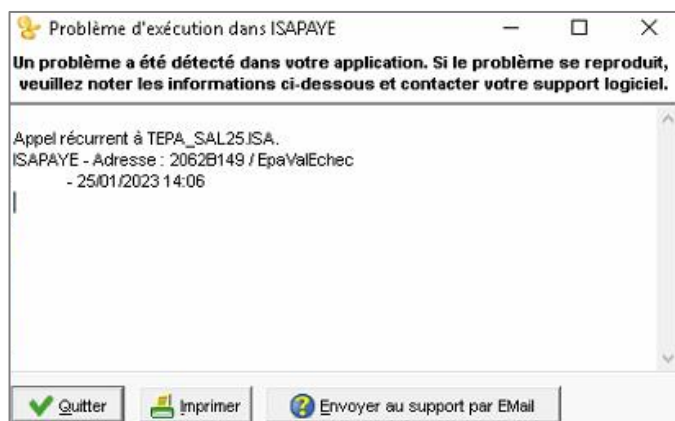 Problème d'exécution dans ISAPAYE
Un problème a été détecté dans votre application. Si le problème se reproduit,
veuillez noter les informations ci-dessous et contacter votre support logiciel.
Appel récurrent à TEPA_SAL25.ISA.
ISAPAYE - Adresse : 2062B149 / EpaValEchec
- 25/01/2023 14:06
Quitter
Imprimer
Envoyer au support par EMail